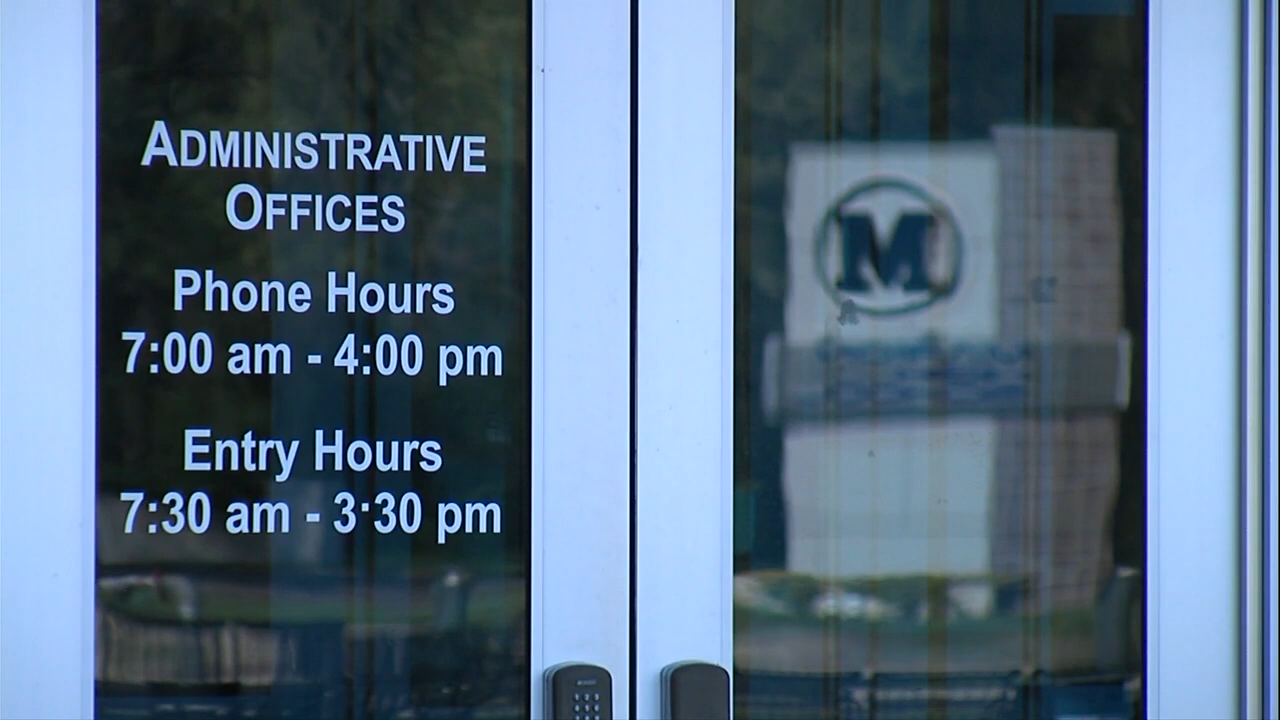 ADMINISTRATIVE
OFFICES
Phone Hours
7:00 am - 4:00 pm
Entry Hours
7:30 am - 3:30 pm
M